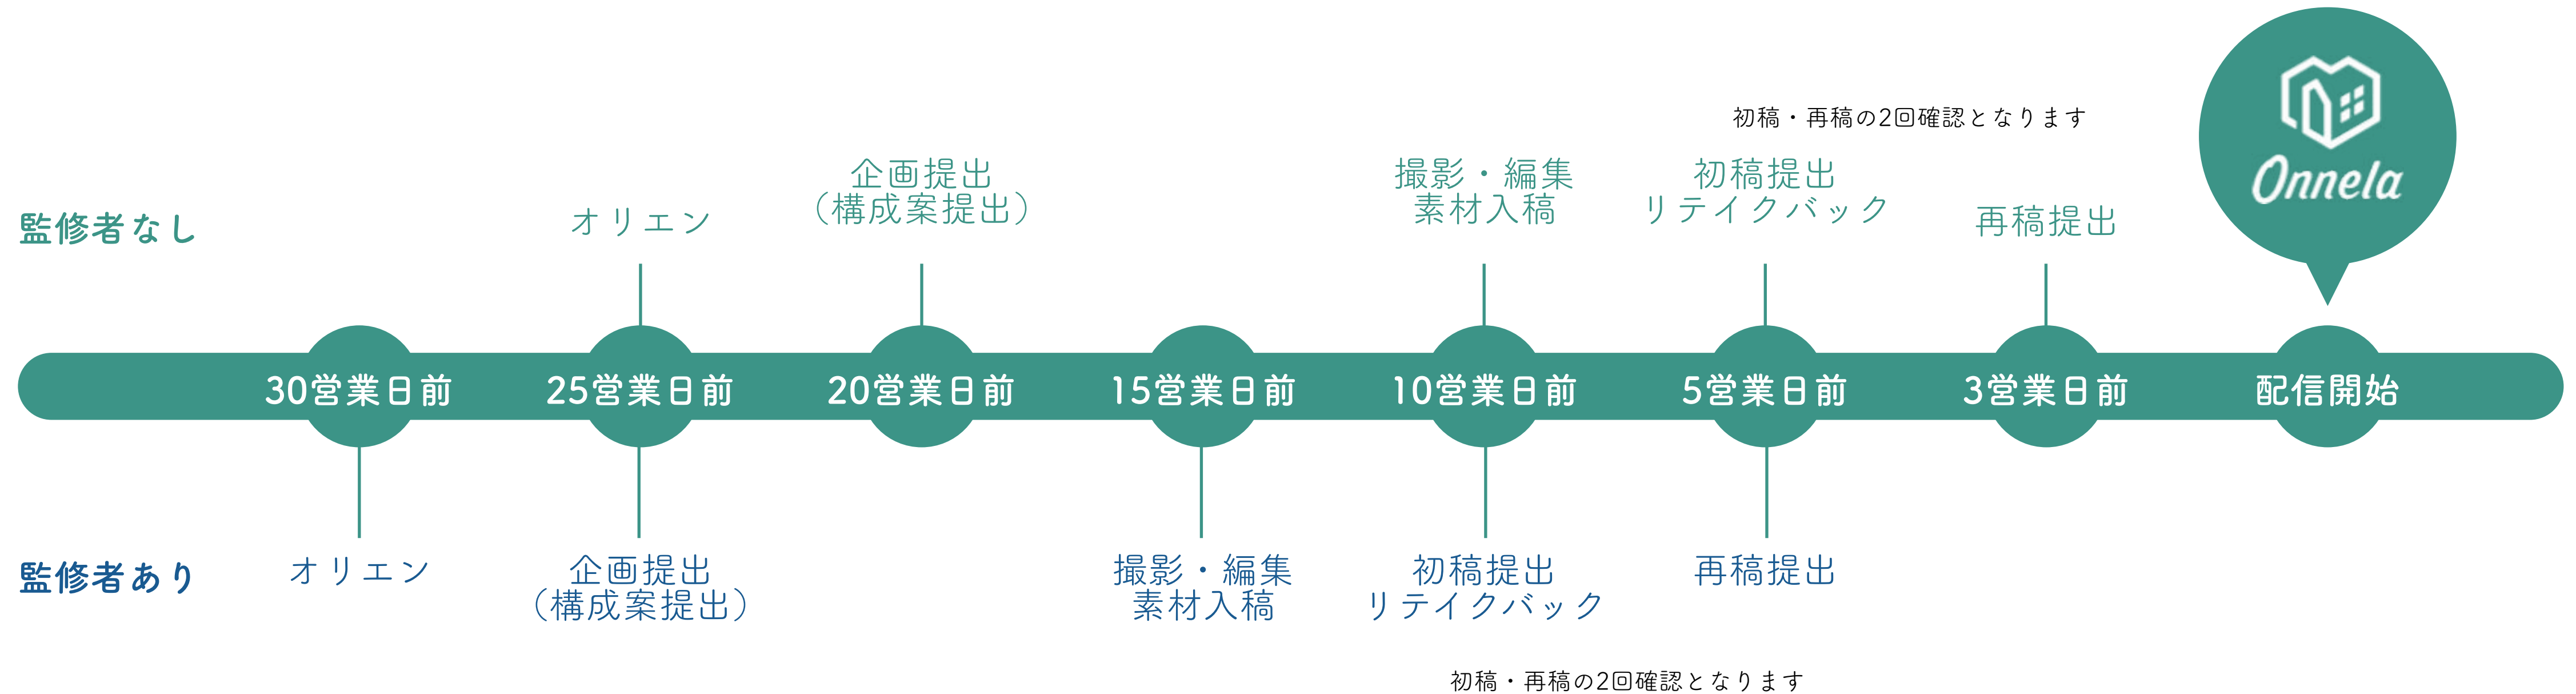 初稿・再稿の2回確認となります
Onnela
監修者なし
オリエン
企画提出
（構成案提出）
撮影・編集
素材入稿
初稿提出
リテイクバック
再稿提出
30営業日前
25営業日前
20営業日前
15営業日前
10営業日前
5営業日前
3営業日前
配信開始
監修者あり
オリエン
企画提出
（構成案提出）
撮影・編集
素材入稿
初稿提出
リテイクバック
再稿提出
初稿・再稿の2回確認となります